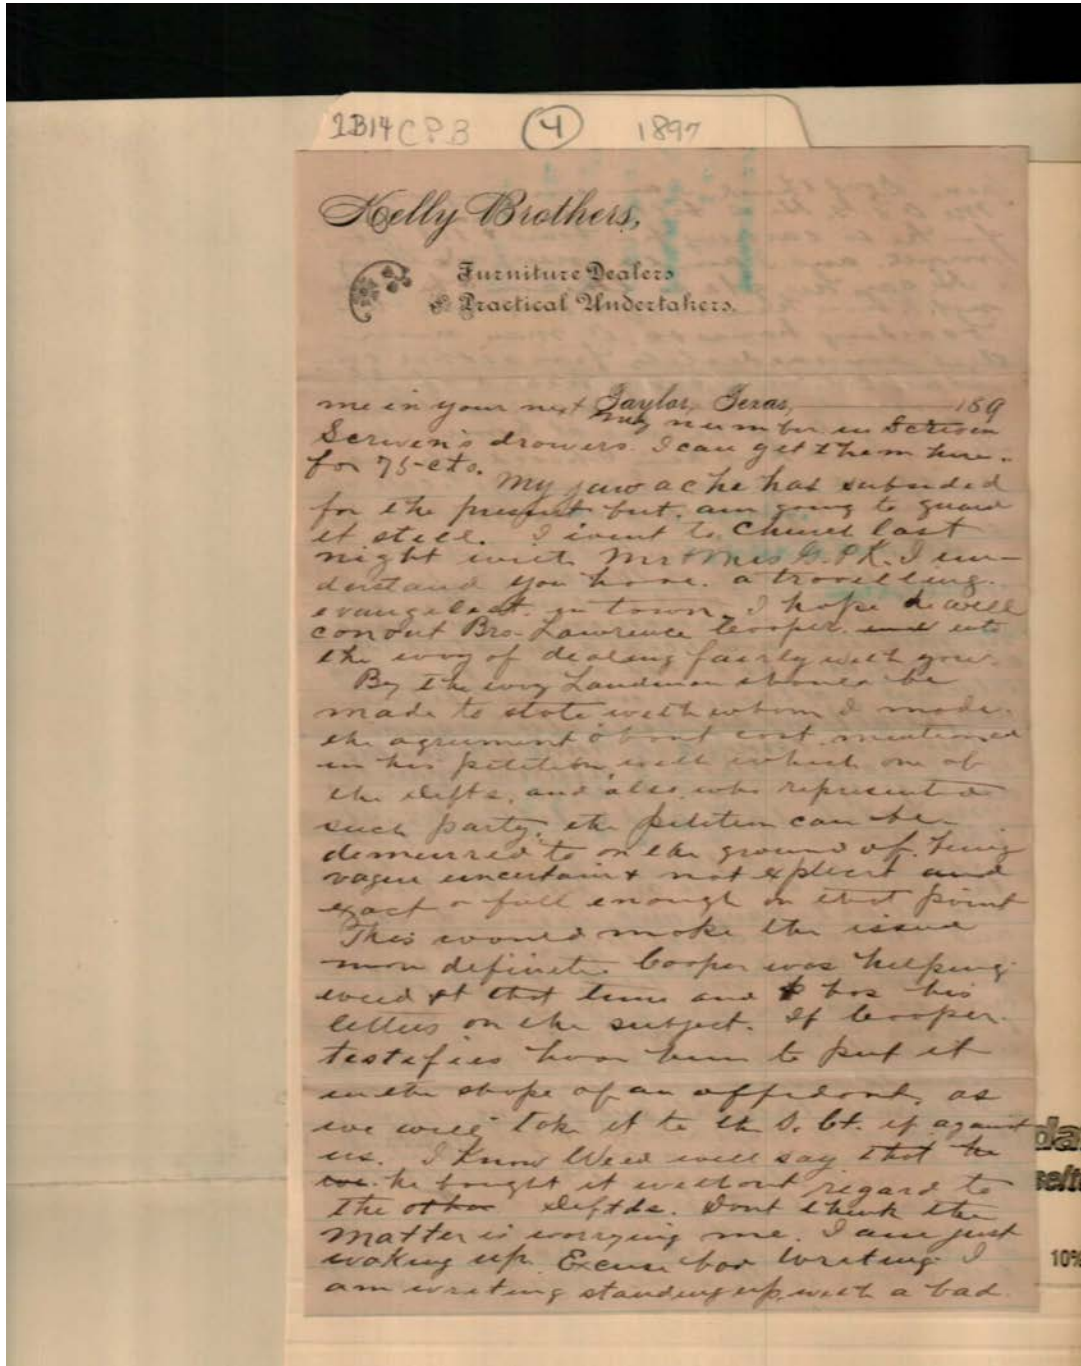 2B14 CPB 4 1897
Kelly Brothers,
Furniture Dealers
& Practical Undertakers.
Taylor, Texas, 189
me in your next my number in Scriven
Scriven's drowers. I can get them here.
for 75-cts.
My jaw ache has subsided
for the present but am going to guard
it still. I went to Church last
night with Mr & Mrs G. P. K. I un-
derstand you have a travelling
evangelist in town. I hope he will
convert Bro. Lawrence Cooper into
the way of dealing fairly with you.
By the way Landman should be
made to state with whom I made
the agrument about cost mentioned
in his petition, with which one of
the defts, and also who represented
such party, the petition can be
demurred to on the ground of being
vague uncertain & not explicit and
exact or full enough on that point
This would make the issue
more definite. Cooper was helping
Weed at that time and has his
letters on the subject. If Cooper
testifies have him to put it
in the shape of an affidavit, as
we will take it to the S. Ct. if against
us. I know Weed will say that he
he bought it without regard to
the other Deftds. Dont think the
matter is worrying me. I am just
waking up. Excuse bad writing I
am writing standing up with a bad
10%